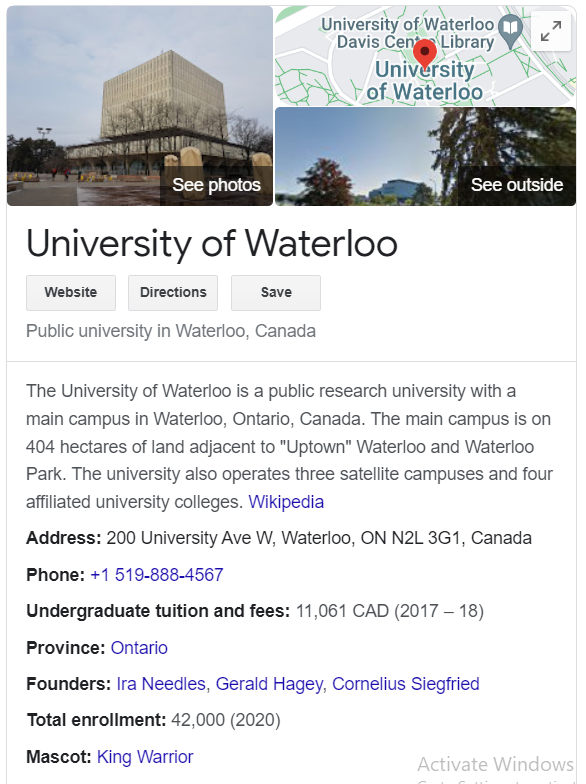 University of Waterloo
Davis Centre Library
University
of Waterloo
See photos
See outside
University of Waterloo
Website
Directions
Save
Public university in Waterloo, Canada
The University of Waterloo is a public research university with a
main campus in Waterloo, Ontario, Canada. The main campus is on
404 hectares of land adjacent to "Uptown" Waterloo and Waterloo
Park. The university also operates three satellite campuses and four
affiliated university colleges. Wikipedia
Address: 200 University Ave W, Waterloo, ON N2L 3G1, Canada
Phone: +1 519-888-4567
Undergraduate tuition and fees: 11,061 CAD (2017 – 18)
Province: Ontario
Founders: Ira Needles, Gerald Hagey, Cornelius Siegfried
Total enrollment: 42,000 (2020)
Mascot: King Warrior
Activate Windows